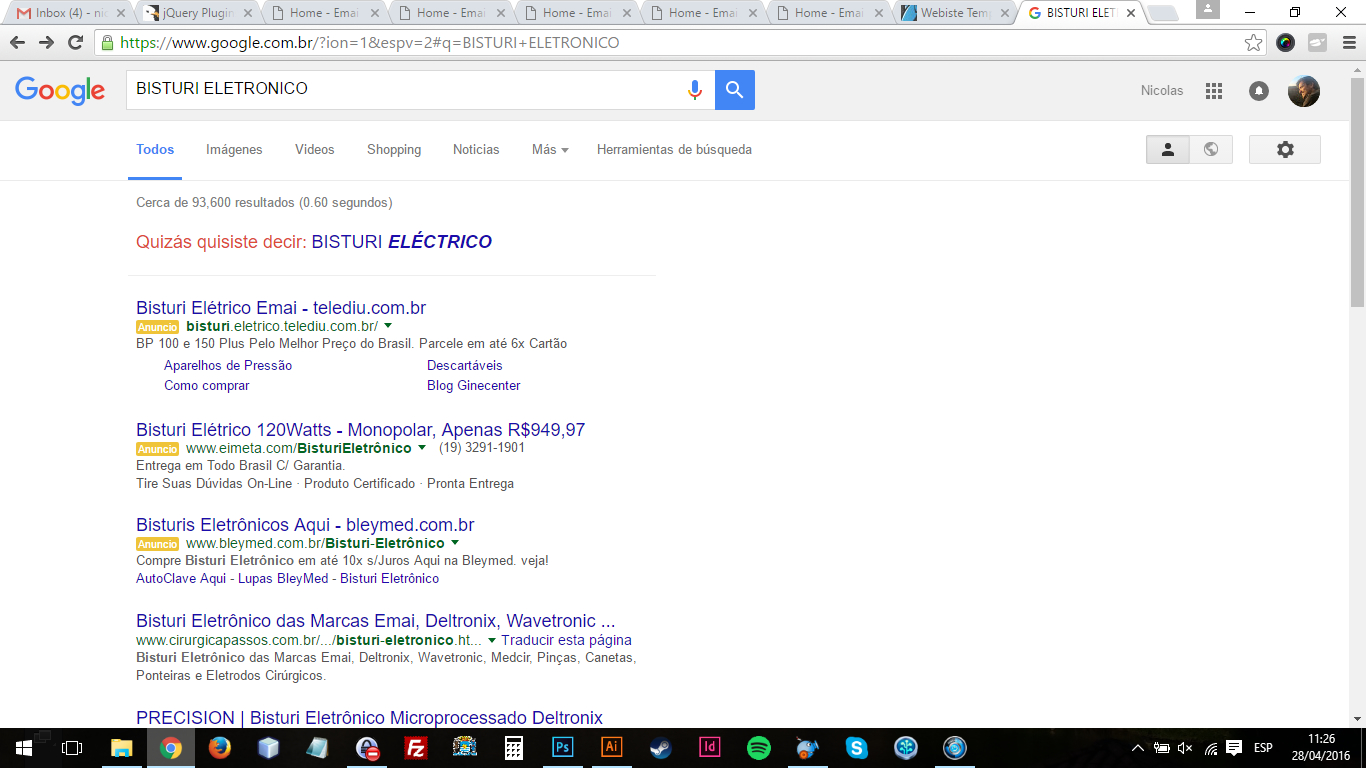 Inbox (4) - nic
jQuery Plugin
Home - Emai
Home - Emai
Home - Emai
Home - Emai
Home - Emai
Webiste Temp
BISTURI ELET
https://www.google.com.br/?ion=1&espv=2#q=BISTURI+ELETRONICO
Google
BISTURI ELETRONICO
Nicolas
Todos Imágenes Videos Shopping Noticias Más Herramientas de búsqueda
Cerca de 93,600 resultados (0.60 segundos)
Quizás quisiste decir: BISTURI ELÉCTRICO
Bisturi Elétrico Emai - telediu.com.br
Anuncio bisturi.eletrico.telediu.com.br/
BP 100 e 150 Plus Pelo Melhor Preço do Brasil. Parcele em até 6x Cartão
Aparelhos de Pressão Descartáveis
Como comprar Blog Ginecenter
Bisturi Elétrico 120Watts - Monopolar, Apenas R$949,97
Anuncio www.eimeta.com/BisturiEletrônico (19) 3291-1901
Entrega em Todo Brasil C/ Garantia.
Tire Suas Dúvidas On-Line · Produto Certificado · Pronta Entrega
Bisturis Eletrônicos Aqui - bleymed.com.br
Anuncio www.bleymed.com.br/Bisturi-Eletrônico
Compre Bisturi Eletrônico em até 10x s/Juros Aqui na Bleymed. veja!
AutoClave Aqui - Lupas BleyMed - Bisturi Eletrônico
Bisturi Eletrônico das Marcas Emai, Deltronix, Wavetronic ...
www.cirurgicapassos.com.br/.../bisturi-eletronico.ht... Traducir esta página
Bisturi Eletrônico das Marcas Emai, Deltronix, Wavetronic, Medcir, Pinças, Canetas,
Ponteiras e Eletrodos Cirúrgicos.
PRECISION | Bisturi Eletrônico Microprocessado Deltronix
Fz
Ps
Ai
Id
S
ESP
11:26
28/04/2016